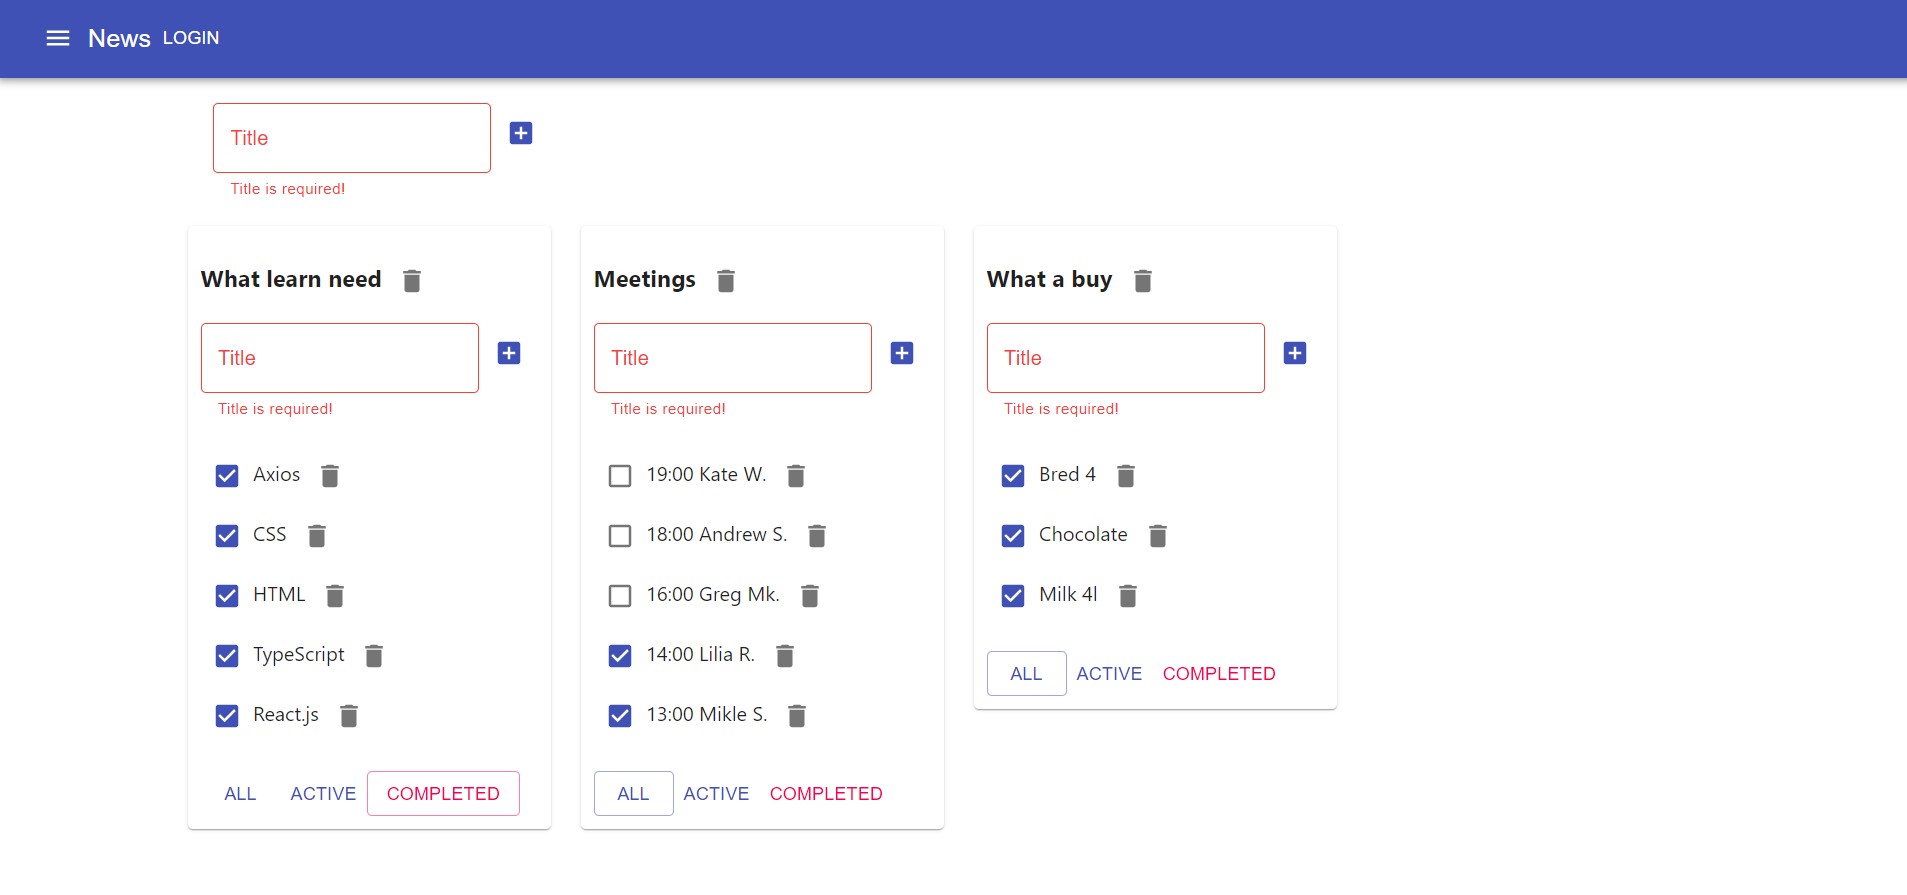 News LOGIN
Title
Title is required!
What learn need
Title
Title is required!
Axios
CSS
HTML
TypeScript
React.js
ALL ACTIVE COMPLETED
Meetings
Title
Title is required!
19:00 Kate W.
18:00 Andrew S.
16:00 Greg Mk.
14:00 Lilia R.
13:00 Mikle S.
ALL ACTIVE COMPLETED
What a buy
Title
Title is required!
Bred 4
Chocolate
Milk 4l
ALL ACTIVE COMPLETED